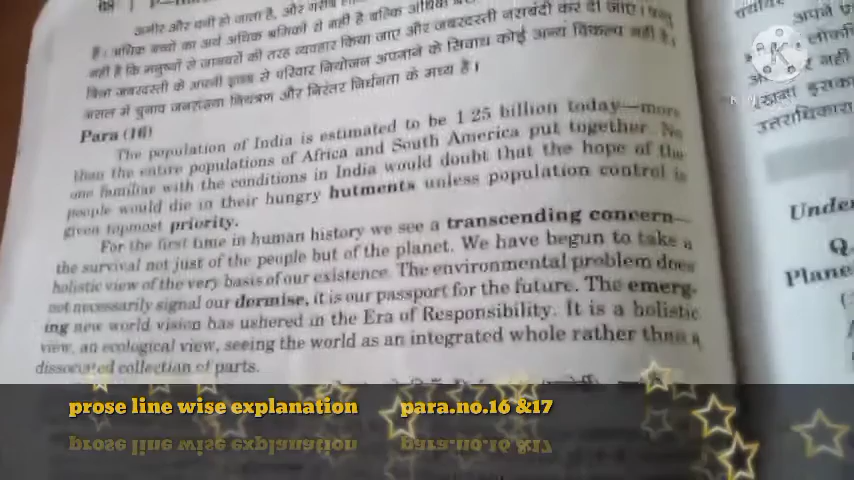 अमीर और धनी हो जाता है, और गरीब
है। अधिक बच्चों का अर्थ अधिक श्रमिकों से नहीं है बल्कि अधिक
नहीं है कि मनुष्यों से जानवरों की तरह व्यवहार किया जाए और जबरदस्ती नसबंदी कर दी जाए। परन्तु
बिना जबरदस्ती के अपनी इच्छा से परिवार नियोजन अपनाने के सिवाय कोई अन्य विकल्प नहीं है।
असल में चुनाव जनसंख्या नियंत्रण और निरंतर निर्धनता के मध्य है।
Para (16)
The population of India is estimated to be 1.25 billion today—more
than the entire populations of Africa and South America put together. No
one familiar with the conditions in India would doubt that the hope of the
people would die in their hungry hutments unless population control is
given topmost priority.
For the first time in human history we see a transcending concern—
the survival not just of the people but of the planet. We have begun to take a
holistic view of the very basis of our existence. The environmental problem does
not necessarily signal our dormise, it is our passport for the future. The emerg-
ing new world vision has ushered in the Era of Responsibility. It is a holistic
view, an ecological view, seeing the world as an integrated whole rather than a
dissociated collection of parts.
उत्तराधिकार
Under
Q.
Plane
prose line wise explanation para.no.16 &17